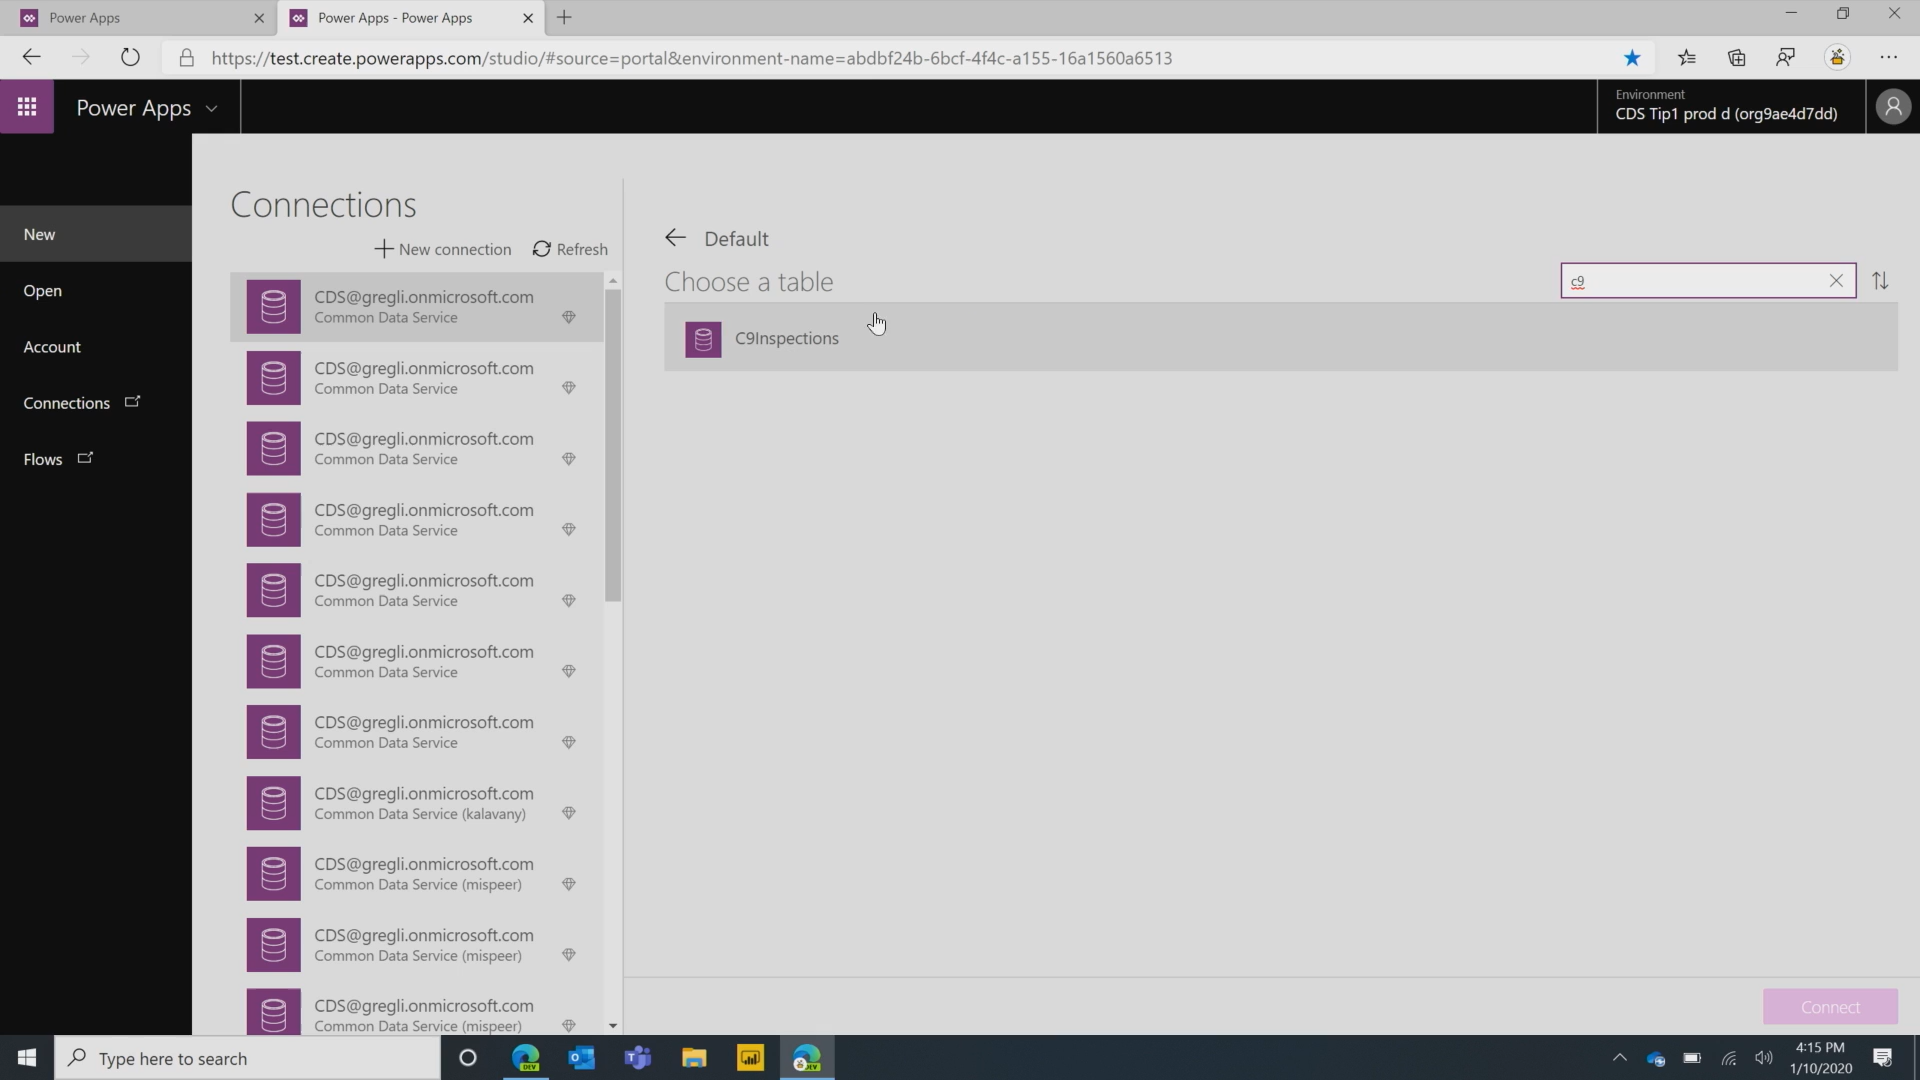 Power Apps
Power Apps - Power Apps
https://test.create.powerapps.com/studio/#source=portal&environment-name=abdbf24b-6bcf-4f4c-a155-16a1560a6513
Power Apps
Environment
CDS Tip1 prod d (org9ae4d7dd)
New
Open
Account
Connections
Flows
Connections
New connection
Refresh
CDS@gregli.onmicrosoft.com
Common Data Service
CDS@gregli.onmicrosoft.com
Common Data Service
CDS@gregli.onmicrosoft.com
Common Data Service
CDS@gregli.onmicrosoft.com
Common Data Service
CDS@gregli.onmicrosoft.com
Common Data Service
CDS@gregli.onmicrosoft.com
Common Data Service
CDS@gregli.onmicrosoft.com
Common Data Service
CDS@gregli.onmicrosoft.com
Common Data Service (kalavany)
CDS@gregli.onmicrosoft.com
Common Data Service (mispeer)
CDS@gregli.onmicrosoft.com
Common Data Service (mispeer)
CDS@gregli.onmicrosoft.com
Common Data Service (mispeer)
Default
Choose a table
c9
C9Inspections
Connect
Type here to search
DEV
DEV
4:15 PM
1/10/2020